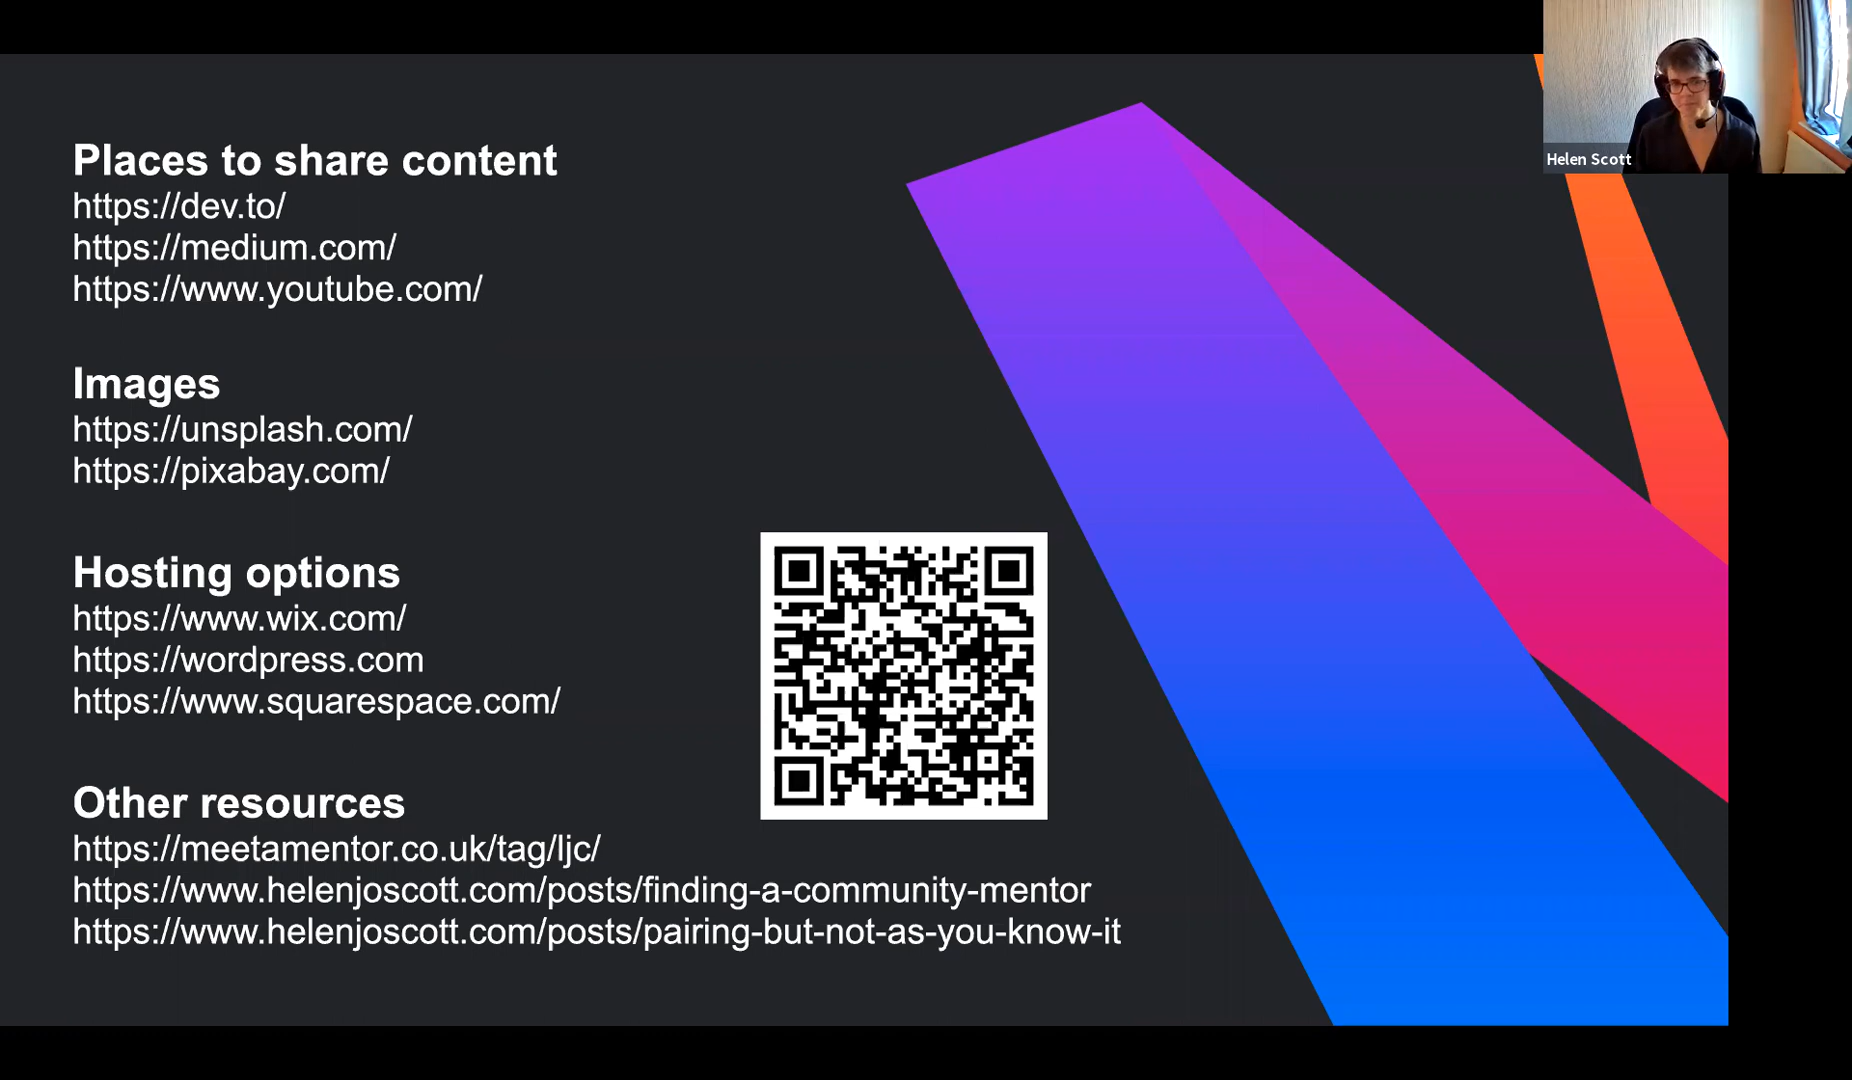 Places to share content
https://dev.to/
https://medium.com/
https://www.youtube.com/
Images
https://unsplash.com/
https://pixabay.com/
Hosting options
https://www.wix.com/
https://wordpress.com
https://www.squarespace.com/
Other resources
https://meetamentor.co.uk/tag/ljc/
https://www.helenjoscott.com/posts/finding-a-community-mentor
https://www.helenjoscott.com/posts/pairing-but-not-as-you-know-it
Helen Scott